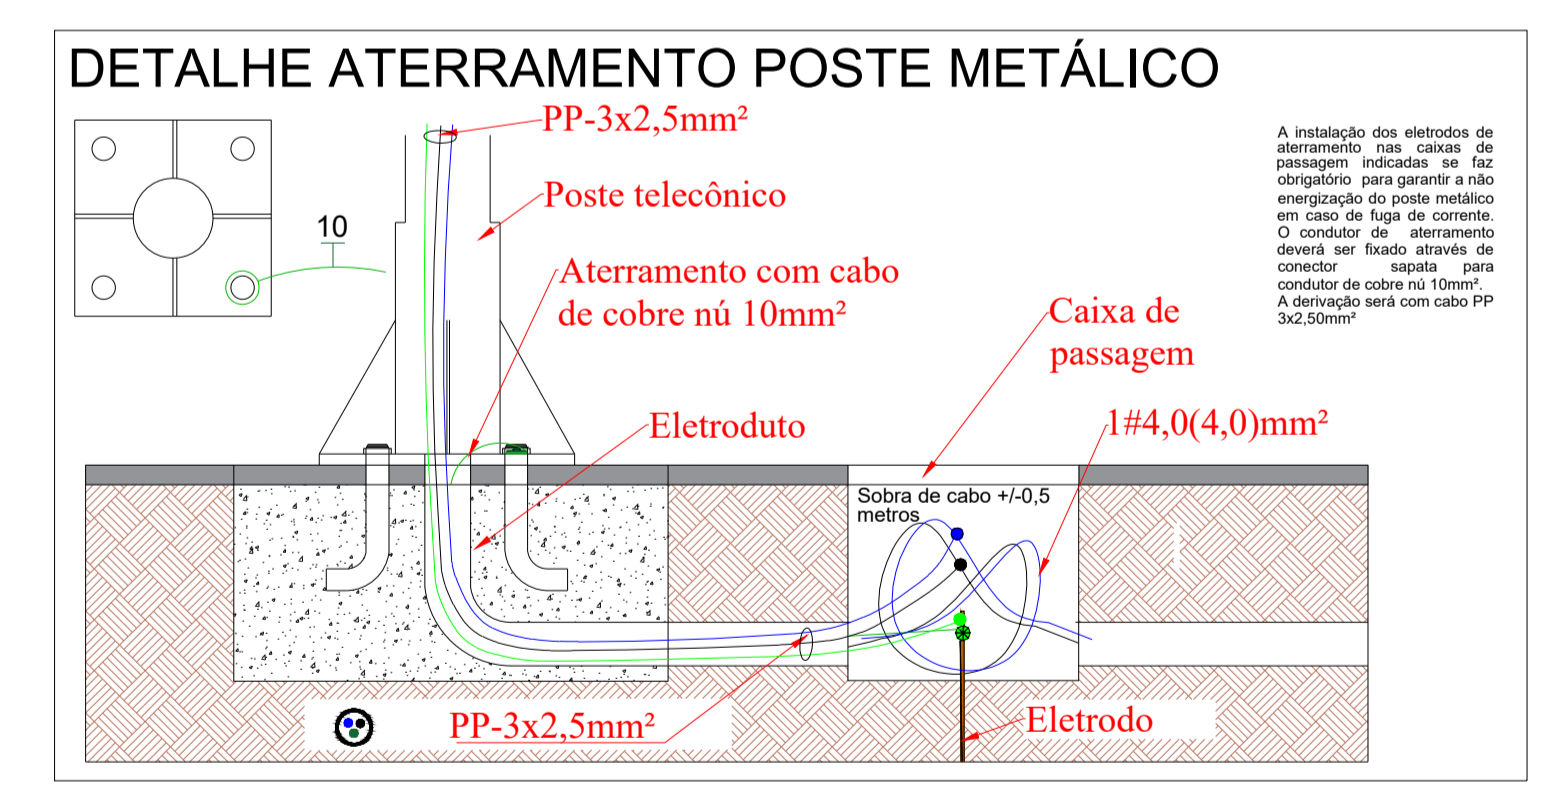 DETALHE ATERRAMENTO POSTE METÁLICO
PP-3x2,5mm²
Poste telecônico
10
Aterramento com cabo
de cobre nú 10mm²
Eletroduto
Caixa de
passagem
1#4,0(4,0)mm²
A instalação dos eletrodos de
aterramento nas caixas de
passagem indicadas se faz
obrigatório para garantir a não
energização do poste metálico
em caso de fuga de corrente.
O condutor de aterramento
deverá ser fixado através de
conector sapata para
condutor de cobre nú 10mm².
A derivação será com cabo PP
3x2,50mm²
Sobra de cabo +/-0,5
metros
PP-3x2,5mm²
Eletrodo